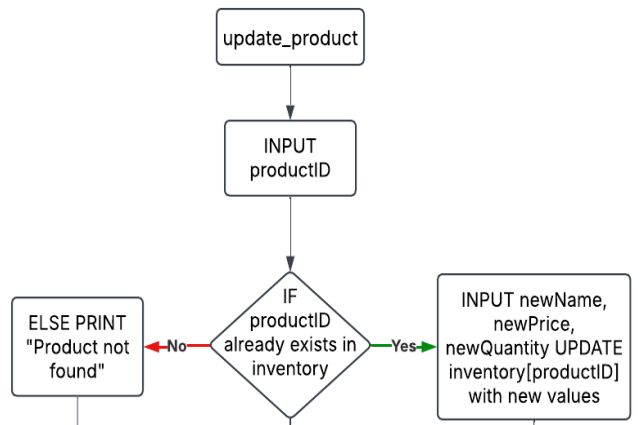 update_product
INPUT
productID
IF
productID
already exists in
inventory
No
Yes
ELSE PRINT
"Product not
found"
INPUT newName,
newPrice,
newQuantity UPDATE
inventory[productID]
with new values